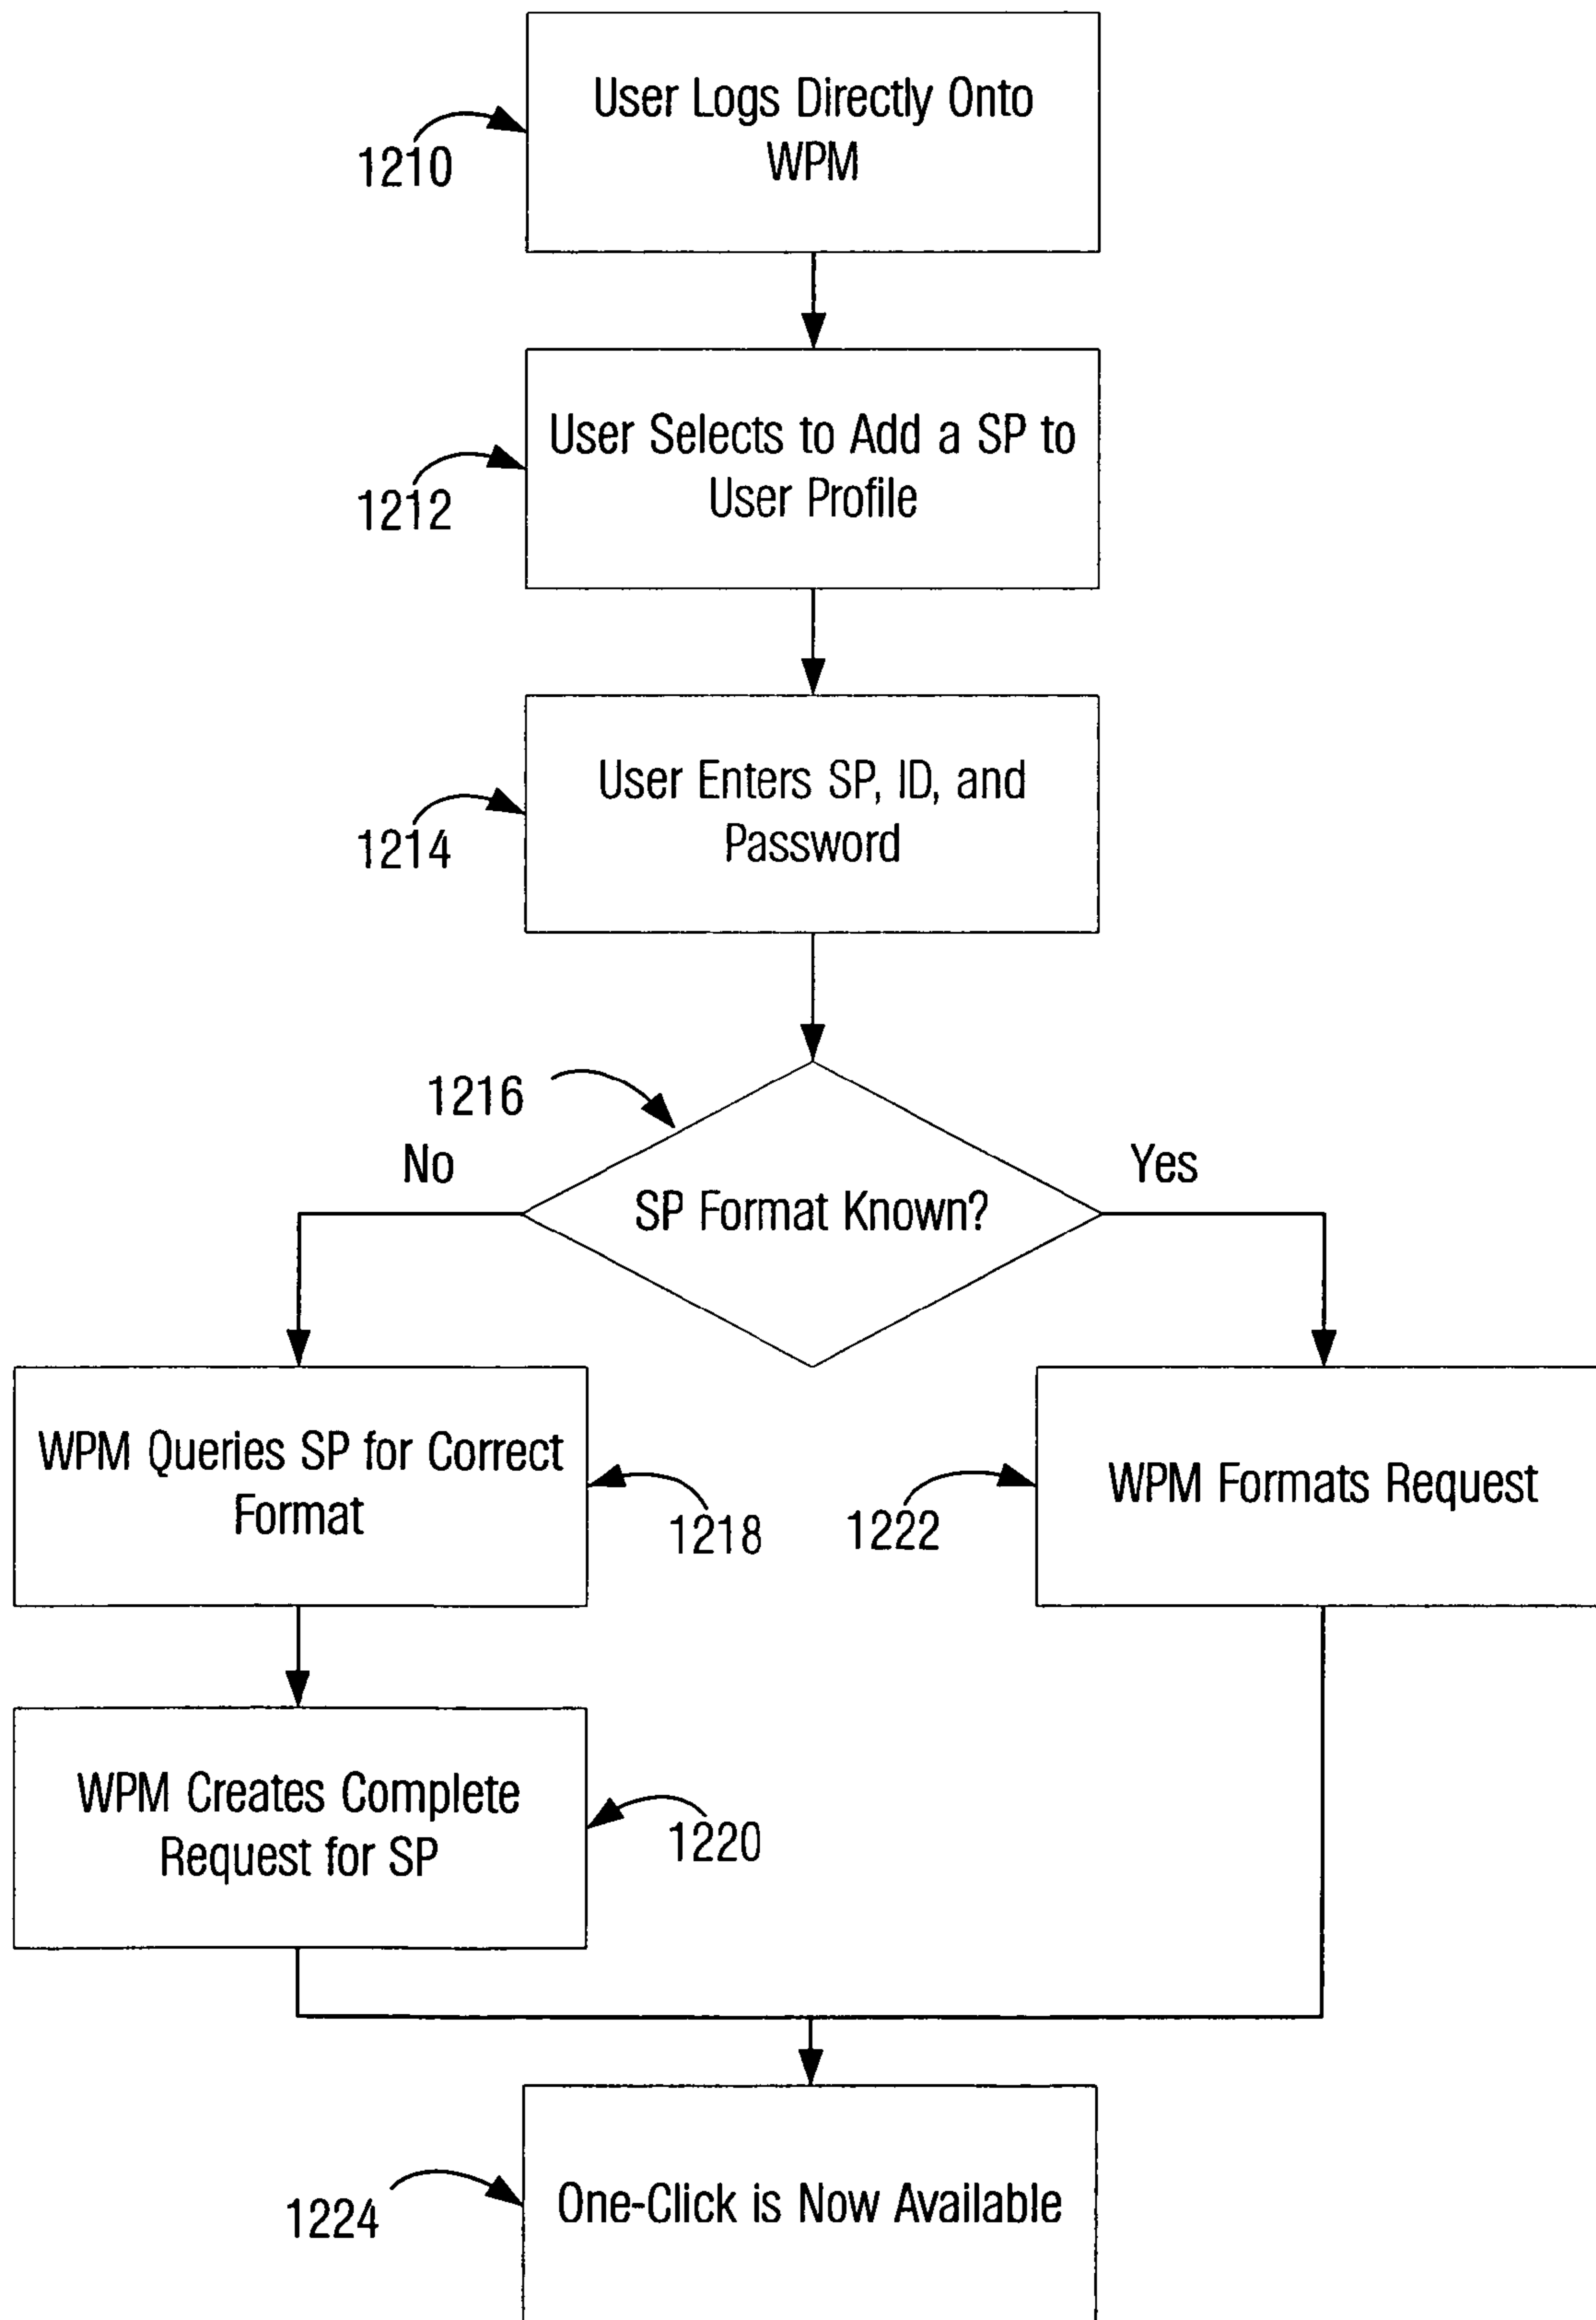 User Logs Directly Onto
WPM
1210
User Selects to Add a SP to
User Profile
1212
User Enters SP, ID, and
Password
1214
1216
No
Yes
SP Format Known?
WPM Queries SP for Correct
Format
1218
1222
WPM Formats Request
WPM Creates Complete
Request for SP
1220
One-Click is Now Available
1224